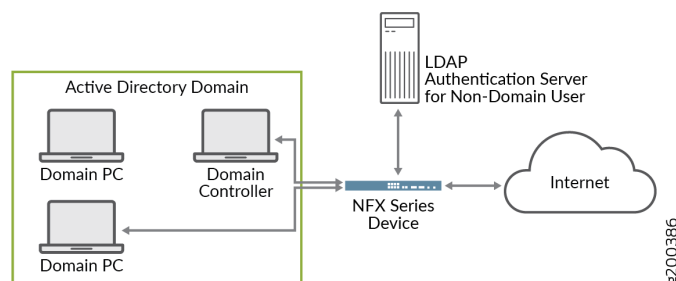 LDAP
Authentication Server
for Non-Domain User
Active Directory Domain
Domain PC
Domain
Controller
NFX Series
Device
Internet
Domain PC
g200386